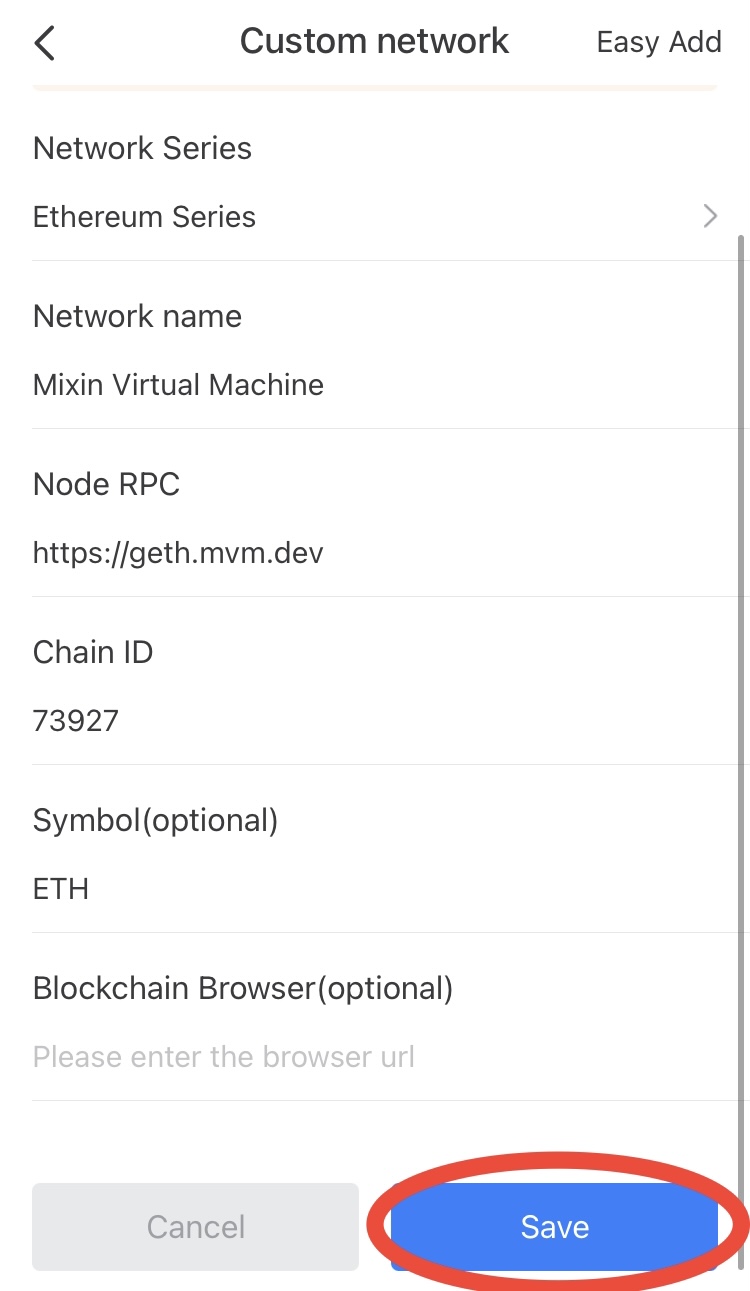 Custom network
Easy Add
Network Series
Ethereum Series
Network name
Mixin Virtual Machine
Node RPC
https://geth.mvm.dev
Chain ID
73927
Symbol(optional)
ETH
Blockchain Browser(optional)
Please enter the browser url
Cancel
Save